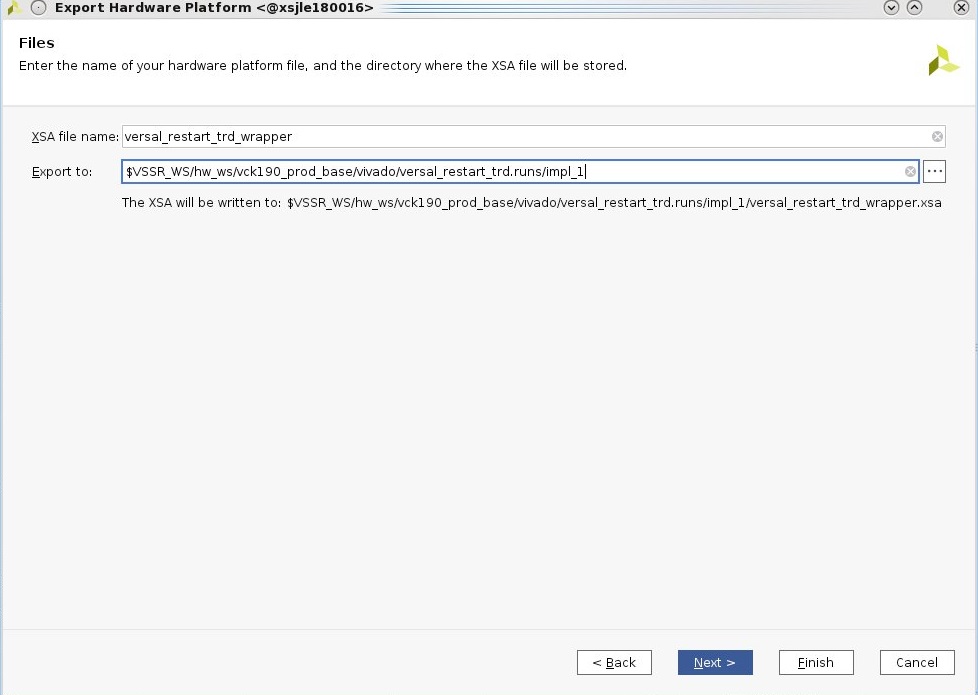 Export Hardware Platform <@xsjle180016>
Files
Enter the name of your hardware platform file, and the directory where the XSA file will be stored.
XSA file name: versal_restart_trd_wrapper
Export to: $VSSR_WS/hw_ws/vck190_prod_base/vivado/versal_restart_trd.runs/impl_1
The XSA will be written to: $VSSR_WS/hw_ws/vck190_prod_base/vivado/versal_restart_trd.runs/impl_1/versal_restart_trd_wrapper.xsa
< Back Next > Finish Cancel